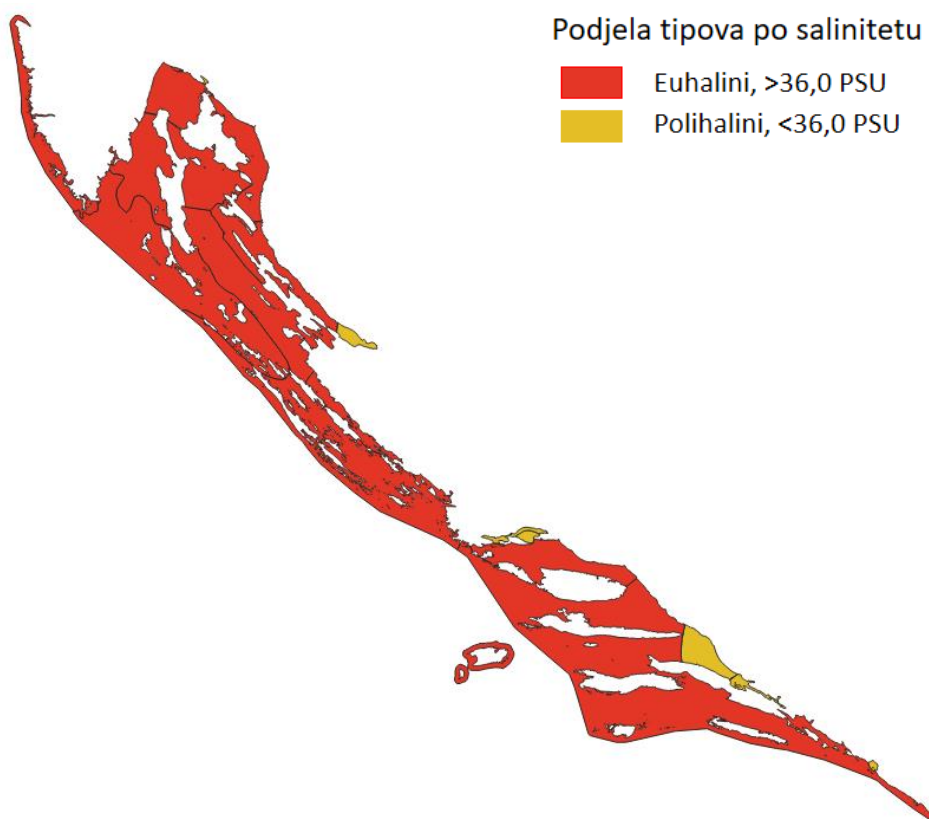 Podjela tipova po salinitetu
Euhalini, >36,0 PSU
Polihalini, <36,0 PSU